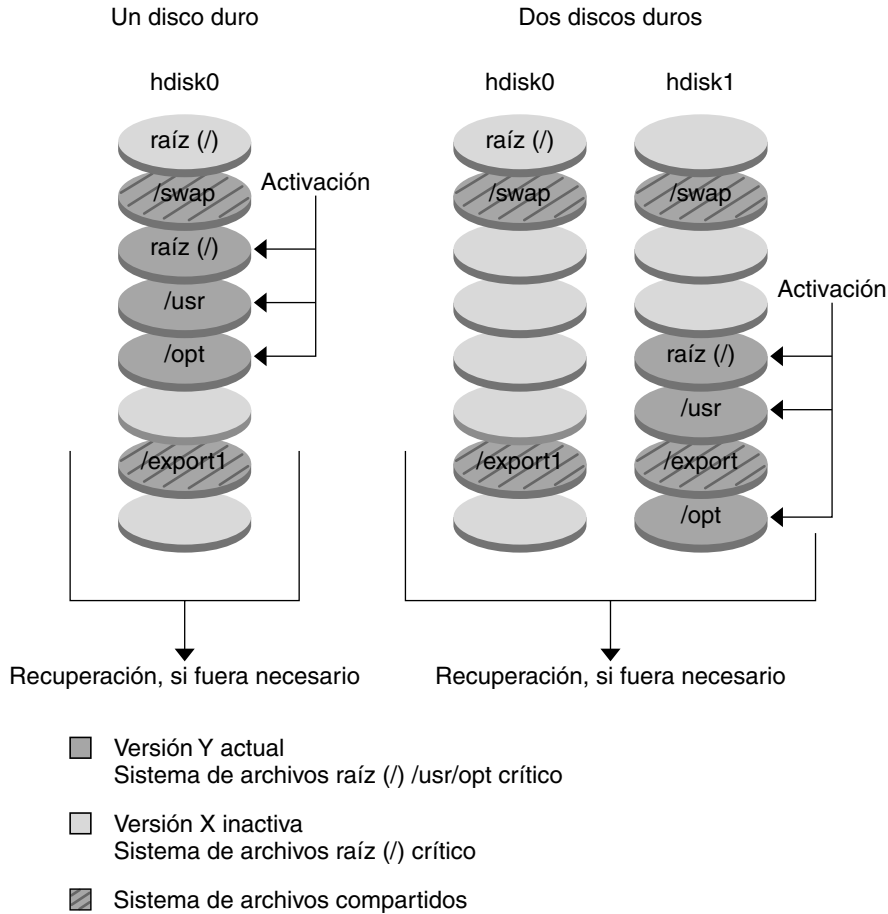 Un disco duro
Dos discos duros
hdisk0
hdisk0
hdisk1
raíz (/)
/swap
Activación
raíz (/)
/usr
/opt
/export1
raíz (/)
/swap
/export1
/swap
Activación
raíz (/)
/usr
/export
/opt
Recuperación, si fuera necesario
Recuperación, si fuera necesario
Versión Y actual
Sistema de archivos raíz (/) /usr/opt crítico
Versión X inactiva
Sistema de archivos raíz (/) crítico
Sistema de archivos compartidos